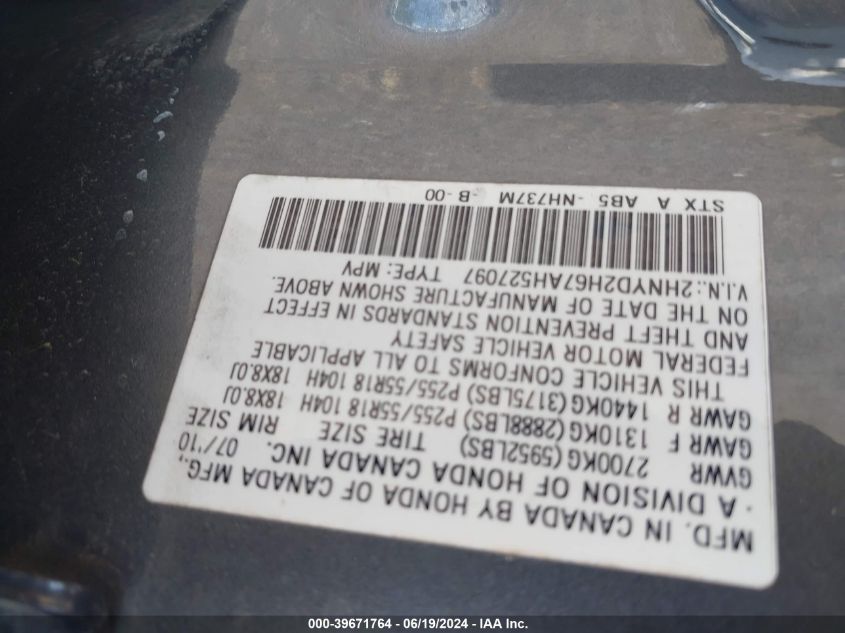 MFD. IN CANADA BY HONDA OF CANADA MFG.,
· A DIVISION OF HONDA CANADA INC. 07/'10
GVWR 2700KG (5952LBS) TIRE SIZE RIM SIZE
GAWR F 1310KG (2888LBS) P255/55R18 104H 18X8.0J
GAWR R 1440KG (3175LBS) P255/55R18 104H 18X8.0J
THIS VEHICLE CONFORMS TO ALL APPLICABLE
FEDERAL MOTOR VEHICLE SAFETY
AND THEFT PREVENTION STANDARDS IN EFFECT
ON THE DATE OF MANUFACTURE SHOWN ABOVE.
V.I.N.: 2HNYD2H67AH527097 TYPE: MPV
STX A AB5 -NH737M -B -00
000-39671764 - 06/19/2024 - IAA Inc.